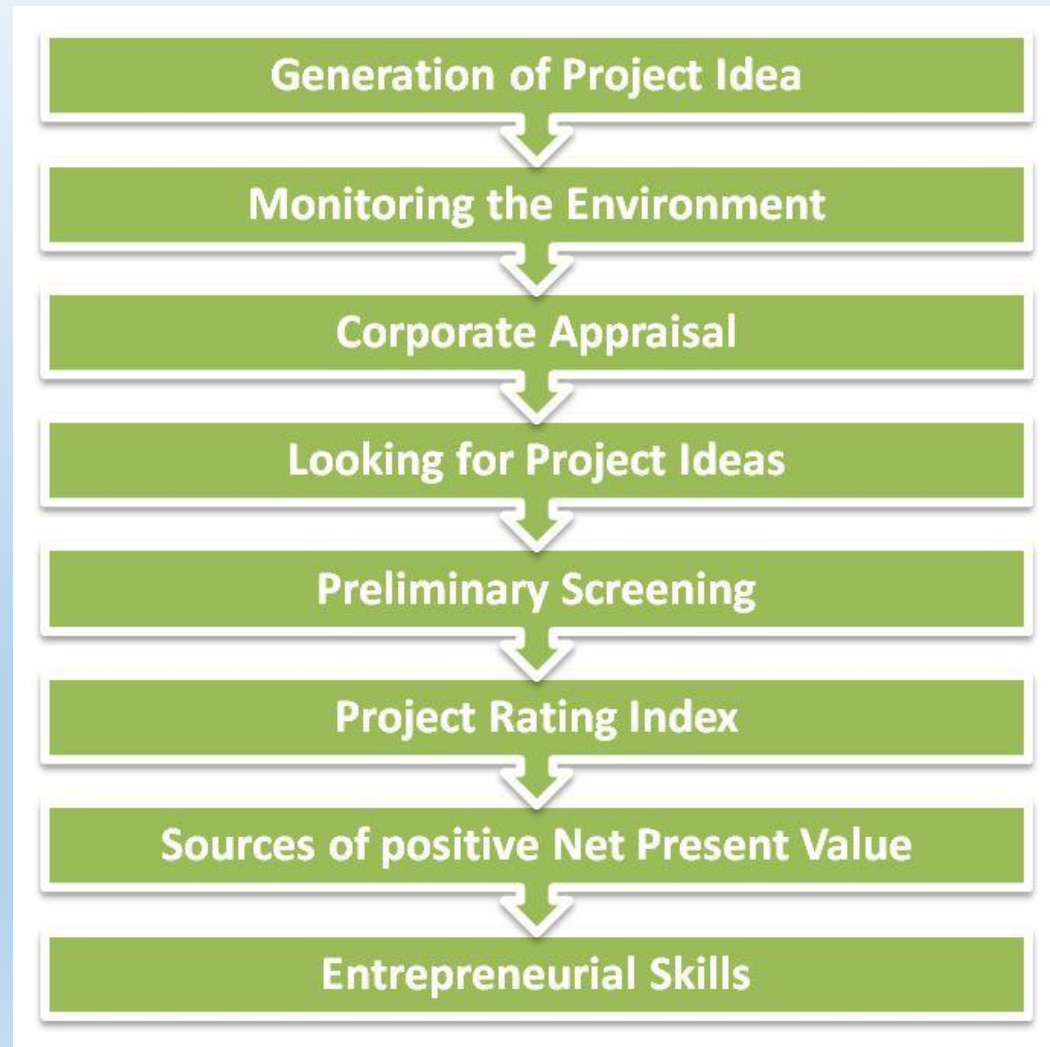 Generation of Project Idea
Monitoring the Environment
Corporate Appraisal
Looking for Project Ideas
Preliminary Screening
Project Rating Index
Sources of positive Net Present Value
Entrepreneurial Skills